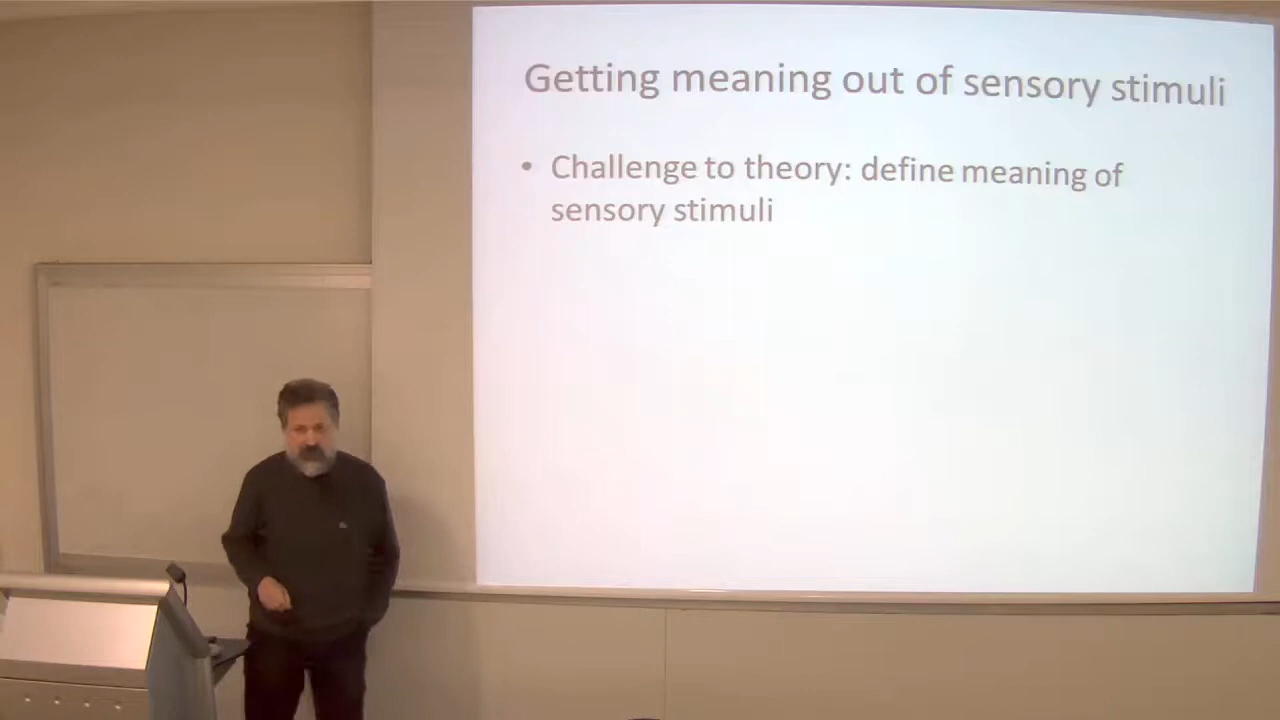 Getting meaning out of sensory stimuli
• Challenge to theory: define meaning of
sensory stimuli